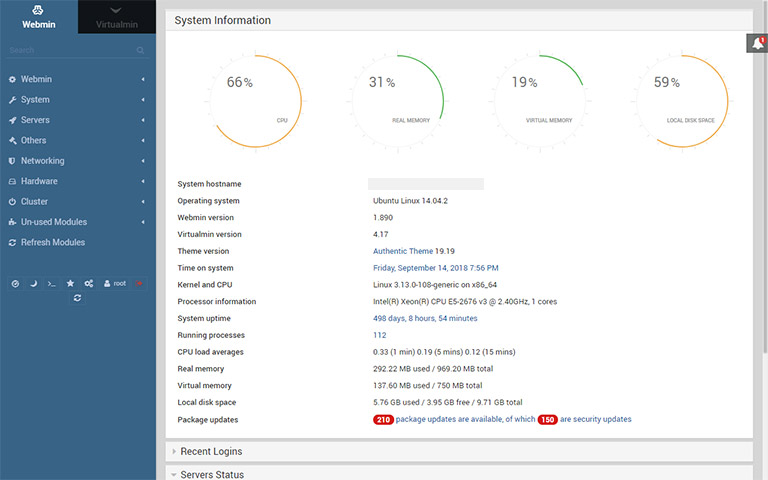 Webmin
Virtualmin
Search
Webmin
System
Servers
Others
Networking
Hardware
Cluster
Un-used Modules
Refresh Modules
root
System Information
1
66%
CPU
31%
REAL MEMORY
19%
VIRTUAL MEMORY
59%
LOCAL DISK SPACE
System hostname
Operating system Ubuntu Linux 14.04.2
Webmin version 1.890
Virtualmin version 4.17
Theme version Authentic Theme 19.19
Time on system Friday, September 14, 2018 7:56 PM
Kernel and CPU Linux 3.13.0-108-generic on x86_64
Processor information Intel(R) Xeon(R) CPU E5-2676 v3 @ 2.40GHz, 1 cores
System uptime 498 days, 8 hours, 54 minutes
Running processes 112
CPU load averages 0.33 (1 min) 0.19 (5 mins) 0.12 (15 mins)
Real memory 292.22 MB used / 969.20 MB total
Virtual memory 137.60 MB used / 750 MB total
Local disk space 5.76 GB used / 3.95 GB free / 9.71 GB total
Package updates 210 package updates are available, of which 150 are security updates
Recent Logins
Servers Status